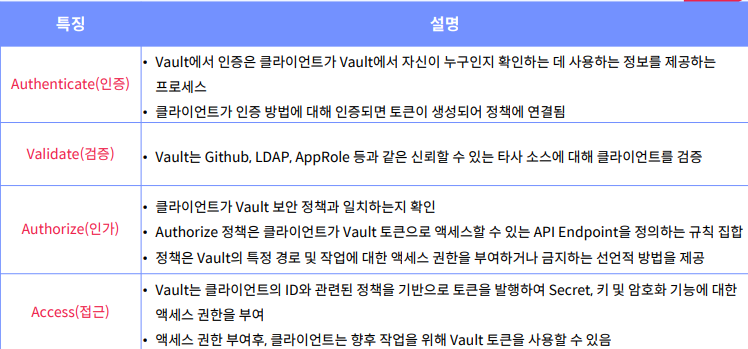 특징
설명
Authenticate(인증)
• Vault에서 인증은 클라이언트가 Vault에서 자신이 누구인지 확인하는 데 사용하는 정보를 제공하는
프로세스
• 클라이언트가 인증 방법에 대해 인증되면 토큰이 생성되어 정책에 연결됨
Validate(검증)
• Vault는 Github, LDAP, AppRole 등과 같은 신뢰할 수 있는 타사 소스에 대해 클라이언트를 검증
Authorize(인가)
• 클라이언트가 Vault 보안 정책과 일치하는지 확인
• Authorize 정책은 클라이언트가 Vault 토큰으로 액세스할 수 있는 API Endpoint을 정의하는 규칙 집합
• 정책은 Vault의 특정 경로 및 작업에 대한 액세스 권한을 부여하거나 금지하는 선언적 방법을 제공
Access(접근)
• Vault는 클라이언트의 ID와 관련된 정책을 기반으로 토큰을 발행하여 Secret, 키 및 암호화 기능에 대한
액세스 권한을 부여
• 액세스 권한 부여후, 클라이언트는 향후 작업을 위해 Vault 토큰을 사용할 수 있음